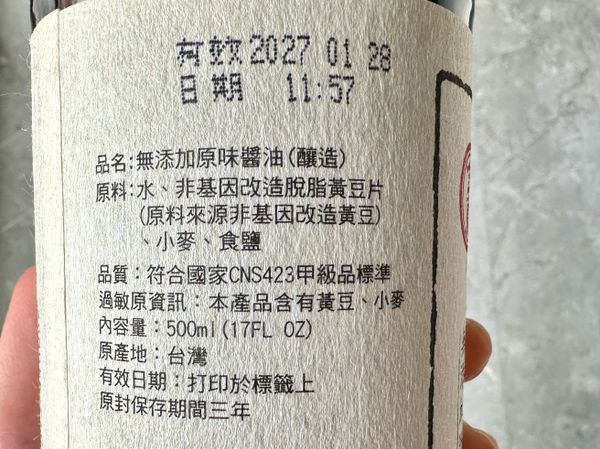 有效 2027 01 28
日期 11:57
品名:無添加原味醬油(釀造)
原料:水、非基因改造脫脂黃豆片
(原料來源非基因改造黃豆)
、小麥、食鹽
品質：符合國家CNS423甲級品標準
過敏原資訊：本產品含有黃豆、小麥
內容量：500ml(17FL OZ)
原產地：台灣
有效日期：打印於標籤上
原封保存期間三年